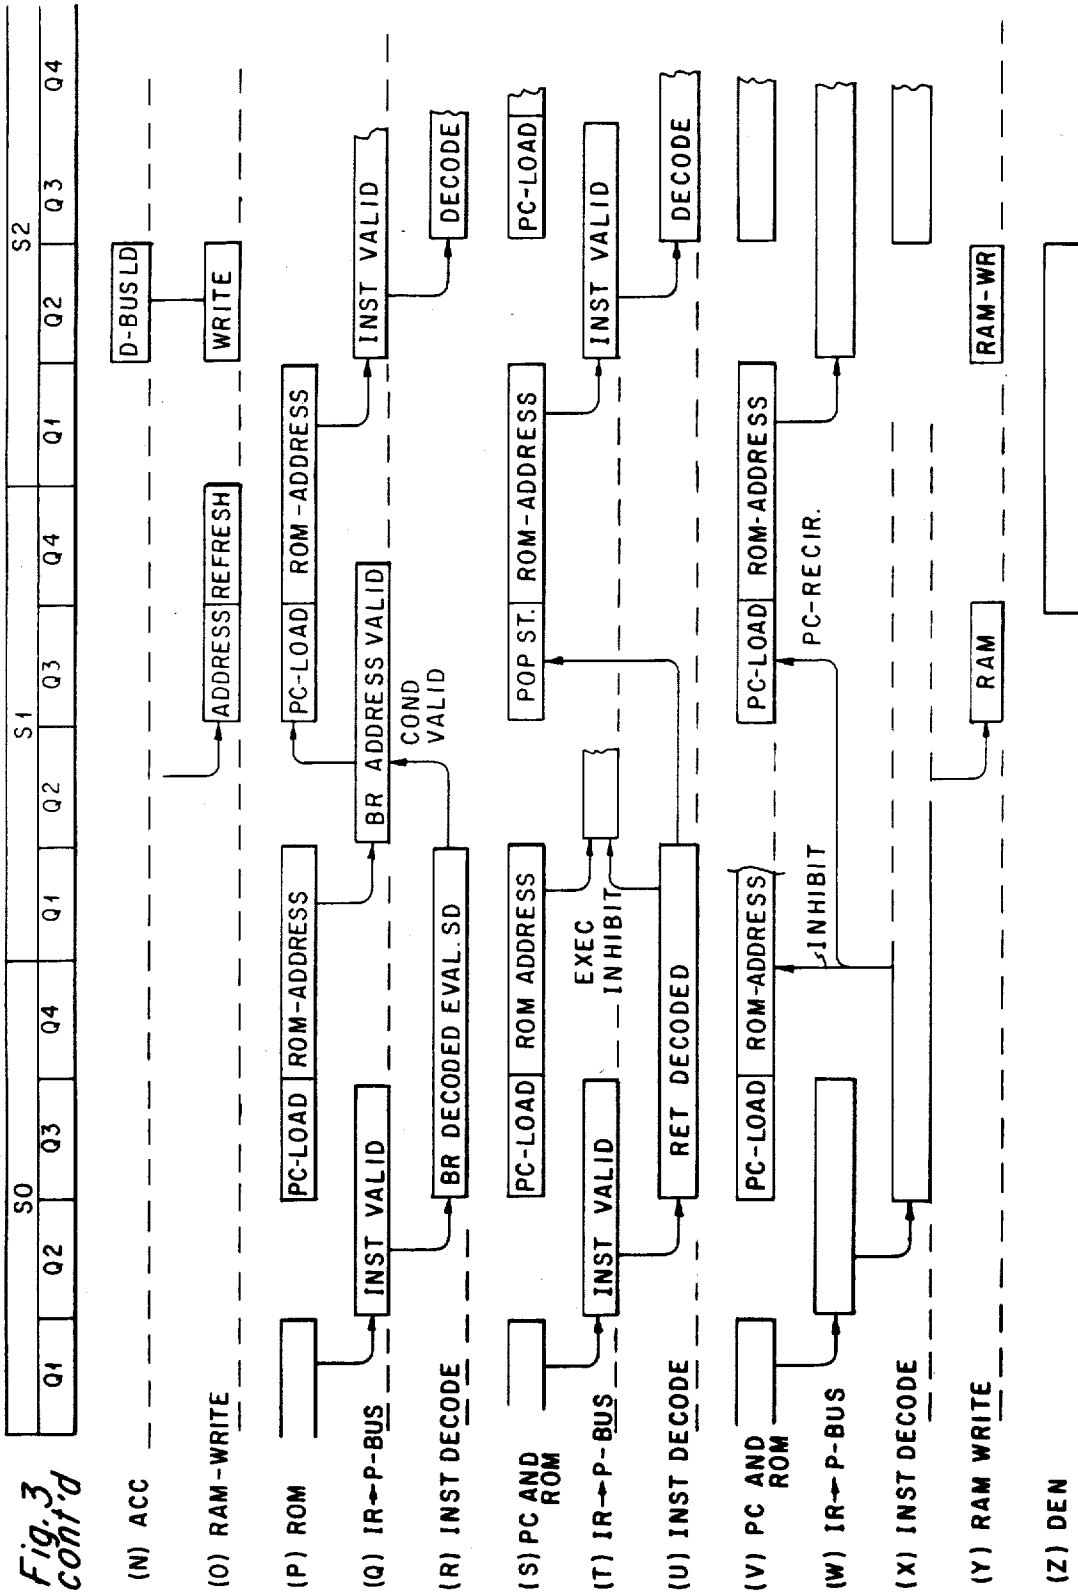 Fig. 3
cont'd
S0 S1 S2
Q1 Q2 Q3 Q4 Q1 Q2 Q3 Q4 Q1 Q2 Q3 Q4
(N) ACC D-BUS LD
(O) RAM-WRITE ADDRESS REFRESH WRITE
(P) ROM PC-LOAD ROM-ADDRESS PC-LOAD ROM-ADDRESS
(Q) IR→P-BUS INST VALID BR ADDRESS VALID INST VALID
COND
VALID
(R) INST DECODE BR DECODED EVAL. SD DECODE
(S) PC AND
ROM
PC-LOAD ROM ADDRESS POP ST. ROM-ADDRESS PC-LOAD
(T) IR→P-BUS INST VALID INST VALID
EXEC
INHIBIT
(U) INST DECODE RET DECODED DECODE
(V) PC AND
ROM
PC-LOAD ROM-ADDRESS PC-LOAD ROM-ADDRESS
INHIBIT PC-RECIR.
(W) IR→P-BUS
(X) INST DECODE
(Y) RAM WRITE RAM RAM-WR
(Z) DEN